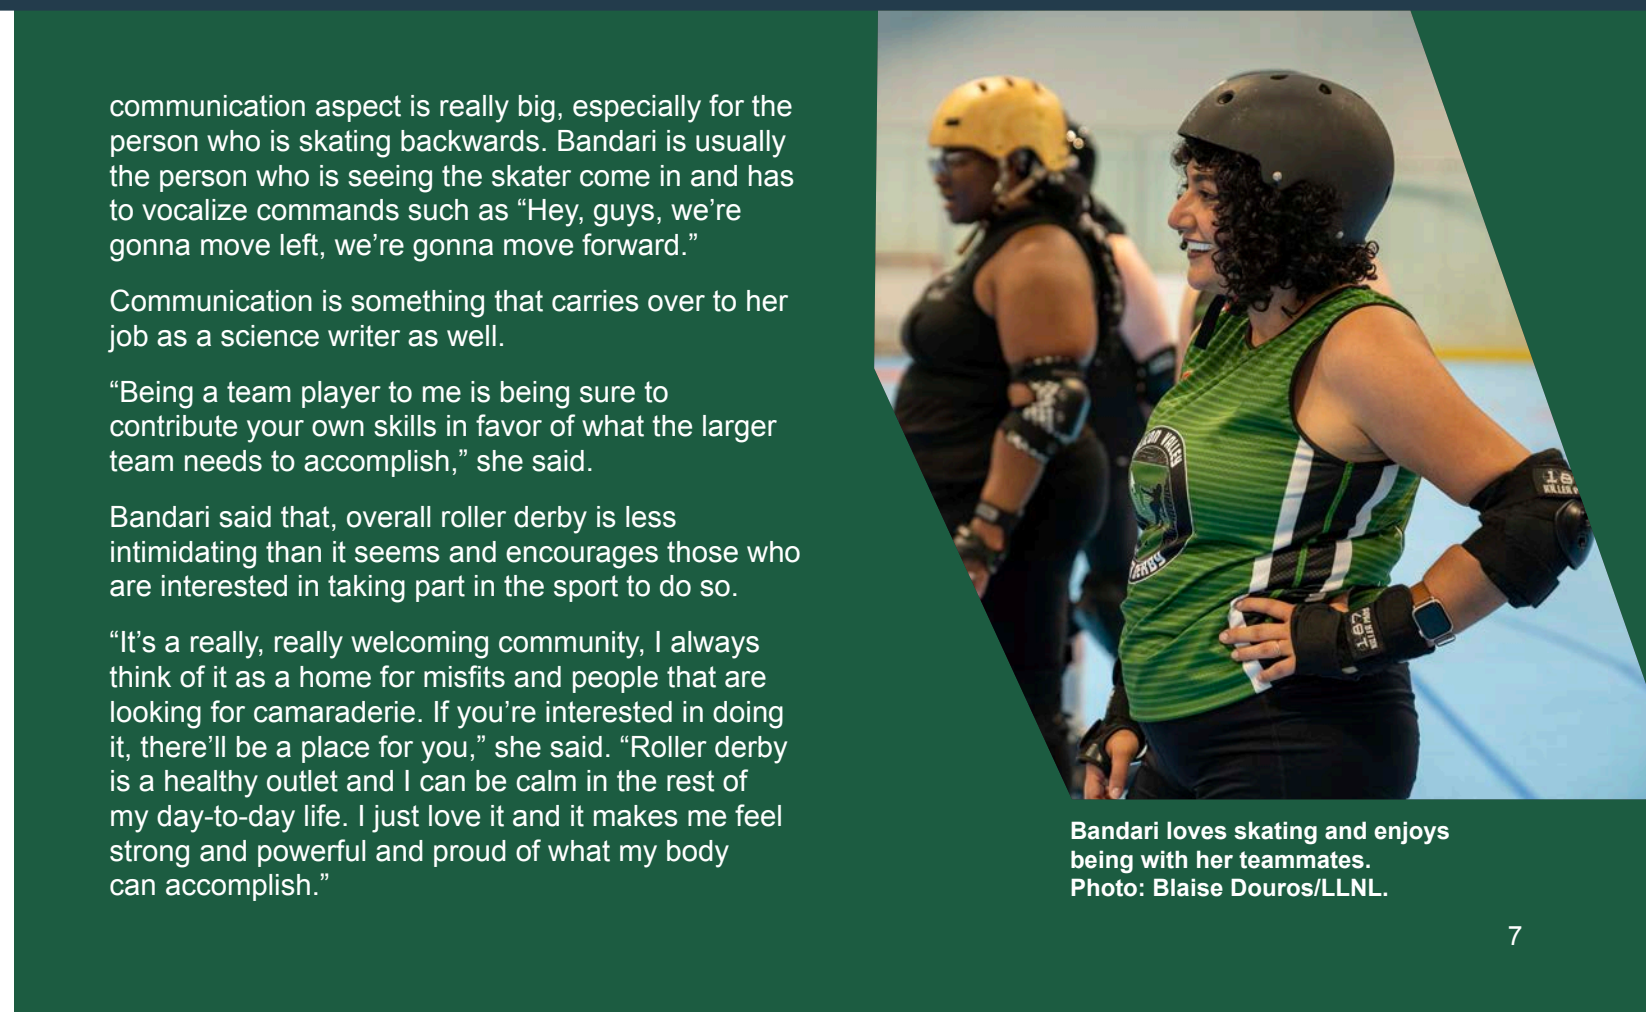 communication aspect is really big, especially for the
person who is skating backwards. Bandari is usually
the person who is seeing the skater come in and has
to vocalize commands such as “Hey, guys, we’re
gonna move left, we’re gonna move forward.”
Communication is something that carries over to her
job as a science writer as well.
“Being a team player to me is being sure to
contribute your own skills in favor of what the larger
team needs to accomplish,” she said.
Bandari said that, overall roller derby is less
intimidating than it seems and encourages those who
are interested in taking part in the sport to do so.
“It’s a really, really welcoming community, I always
think of it as a home for misfits and people that are
looking for camaraderie. If you’re interested in doing
it, there’ll be a place for you,” she said. “Roller derby
is a healthy outlet and I can be calm in the rest of
my day-to-day life. I just love it and it makes me feel
strong and powerful and proud of what my body
can accomplish.”
VALLEY
DERBY
187
KILLER
Bandari loves skating and enjoys
being with her teammates.
Photo: Blaise Douros/LLNL.
7